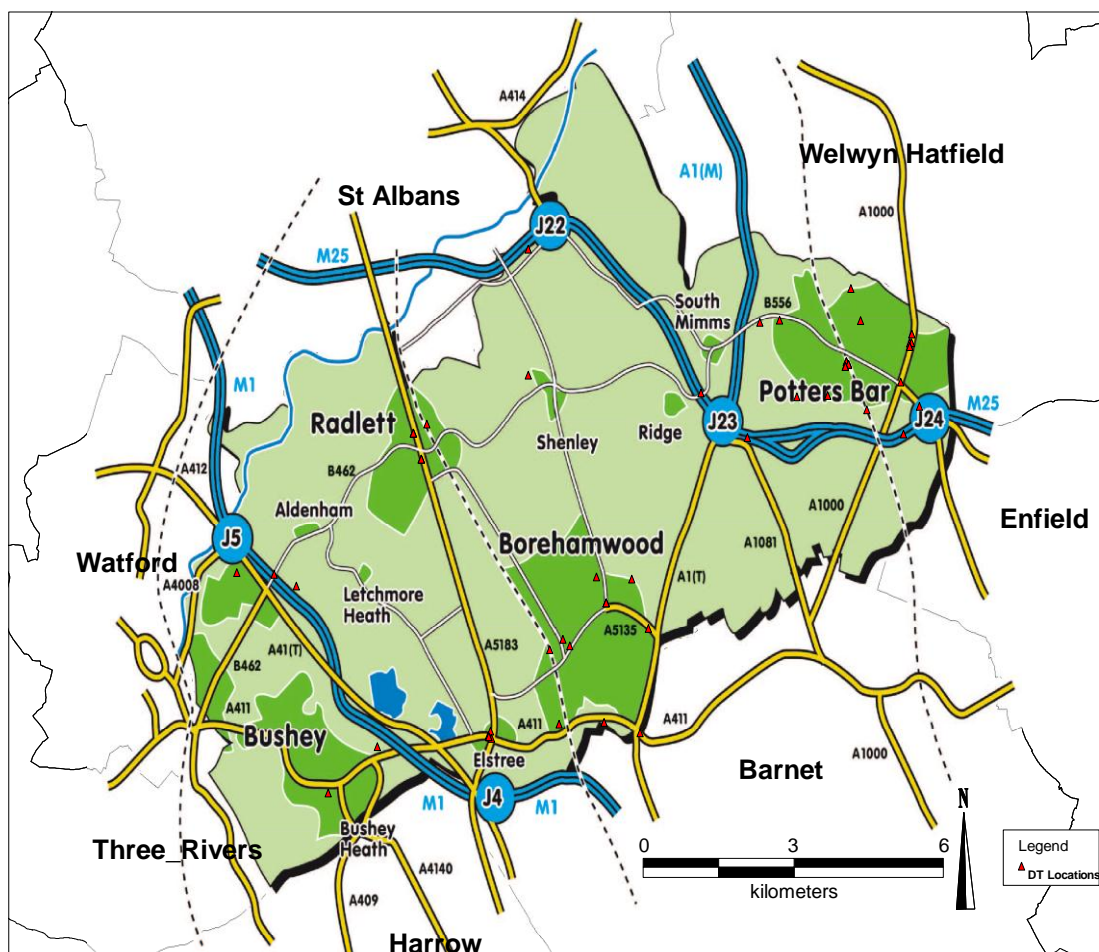 A414
Welwyn Hatfield
A1(M)
St Albans
J22
A1000
M25
South
Mimms
B556
M1
Potters Bar
Radlett
J23
J24
M25
Shenley
Ridge
A412
B462
Aldenham
A1000
Enfield
J5
Borehamwood
A1081
Watford
A4008
A1(T)
Letchmore
Heath
A5183
A5135
B462
A41(T)
A411
A411
A411
Bushey
A1000
Elstree
Barnet
M1
J4
M1
N
Bushey
Heath
Three_Rivers
0
3
6
kilometers
Legend
DT Locations
A4140
A409
Harrow